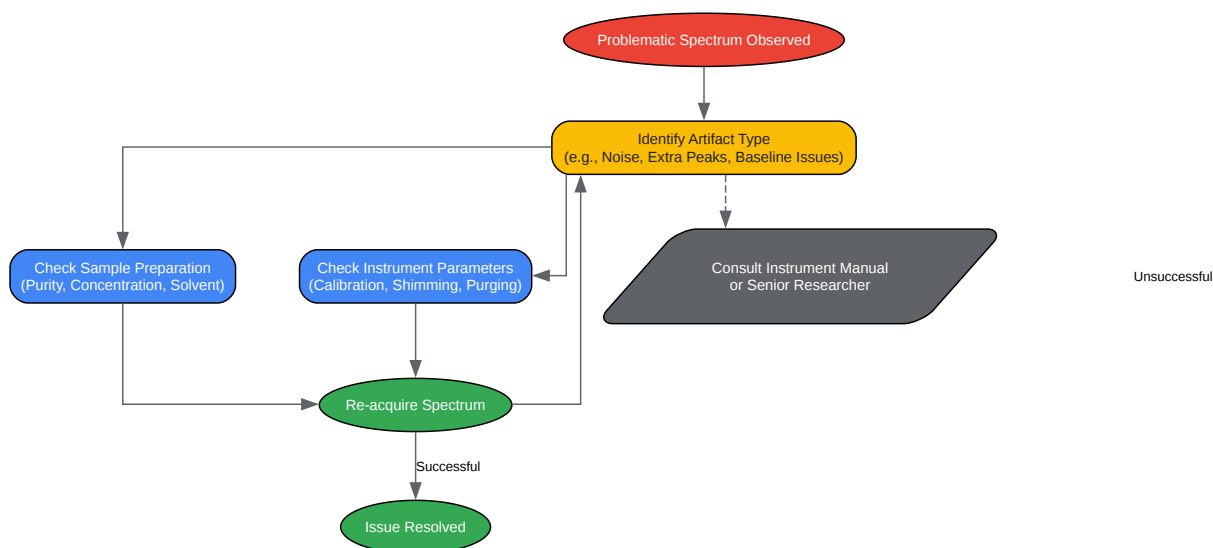 Problematic Spectrum Observed
Identify Artifact Type
(e.g., Noise, Extra Peaks, Baseline Issues)
Check Sample Preparation
(Purity, Concentration, Solvent)
Check Instrument Parameters
(Calibration, Shimming, Purging)
Consult Instrument Manual
or Senior Researcher
Unsuccessful
Re-acquire Spectrum
Successful
Issue Resolved